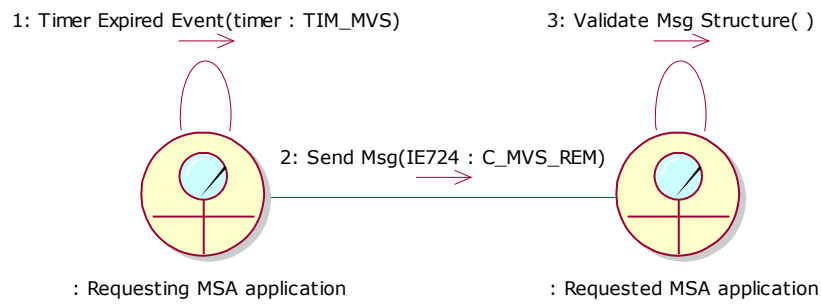 1: Timer Expired Event(timer : TIM_MVS)
3: Validate Msg Structure( )
2: Send Msg(IE724 : C_MVS_REM)
: Requesting MSA application
: Requested MSA application